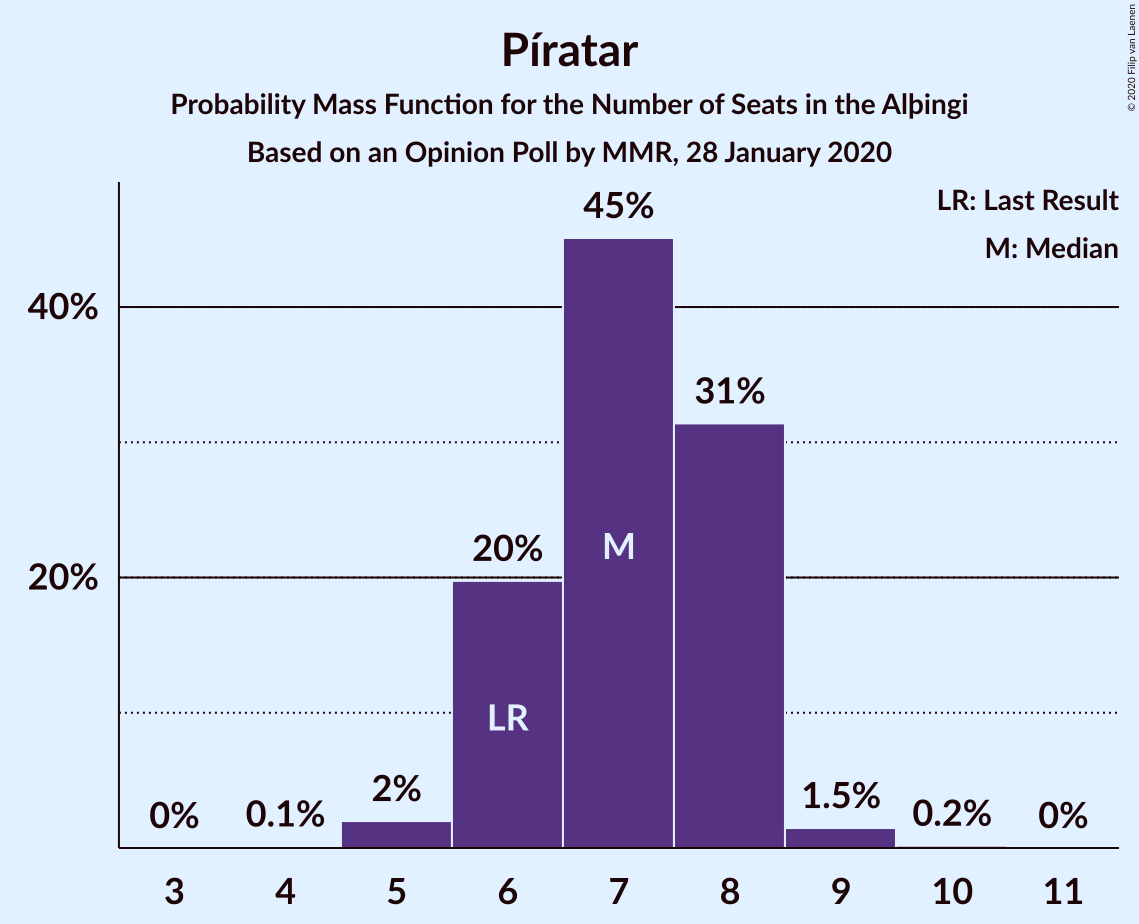 Píratar
Probability Mass Function for the Number of Seats in the Alþingi
Based on an Opinion Poll by MMR, 28 January 2020
© 2020 Filip van Laenen
LR: Last Result
M: Median
45%
40%
31%
20%
M
20%
LR
2%
1.5%
0%
0.1%
0.2%
0%
3 4 5 6 7 8 9 10 11